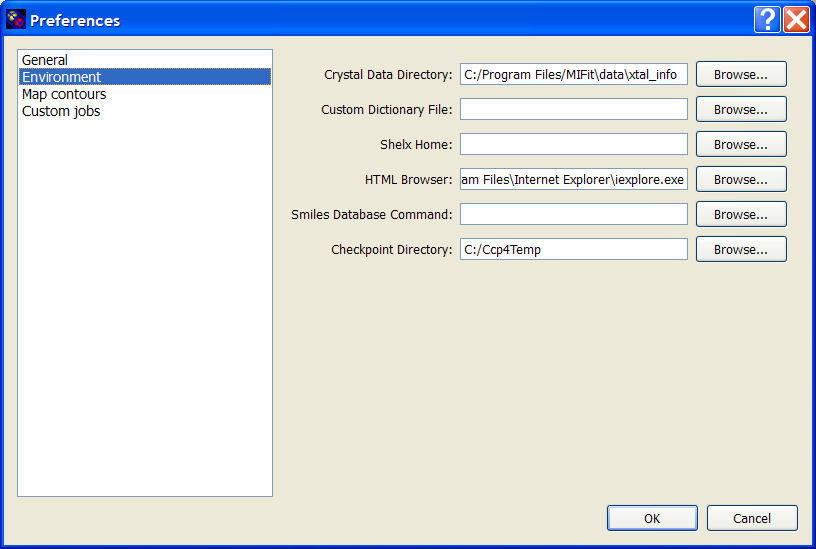 Preferences
General
Environment
Map contours
Custom jobs
Crystal Data Directory: C:/Program Files/MIFit\data\xtal_info Browse...
Custom Dictionary File: Browse...
Shelx Home: Browse...
HTML Browser: am Files\Internet Explorer\iexplore.exe Browse...
Smiles Database Command: Browse...
Checkpoint Directory: C:/Ccp4Temp Browse...
OK Cancel